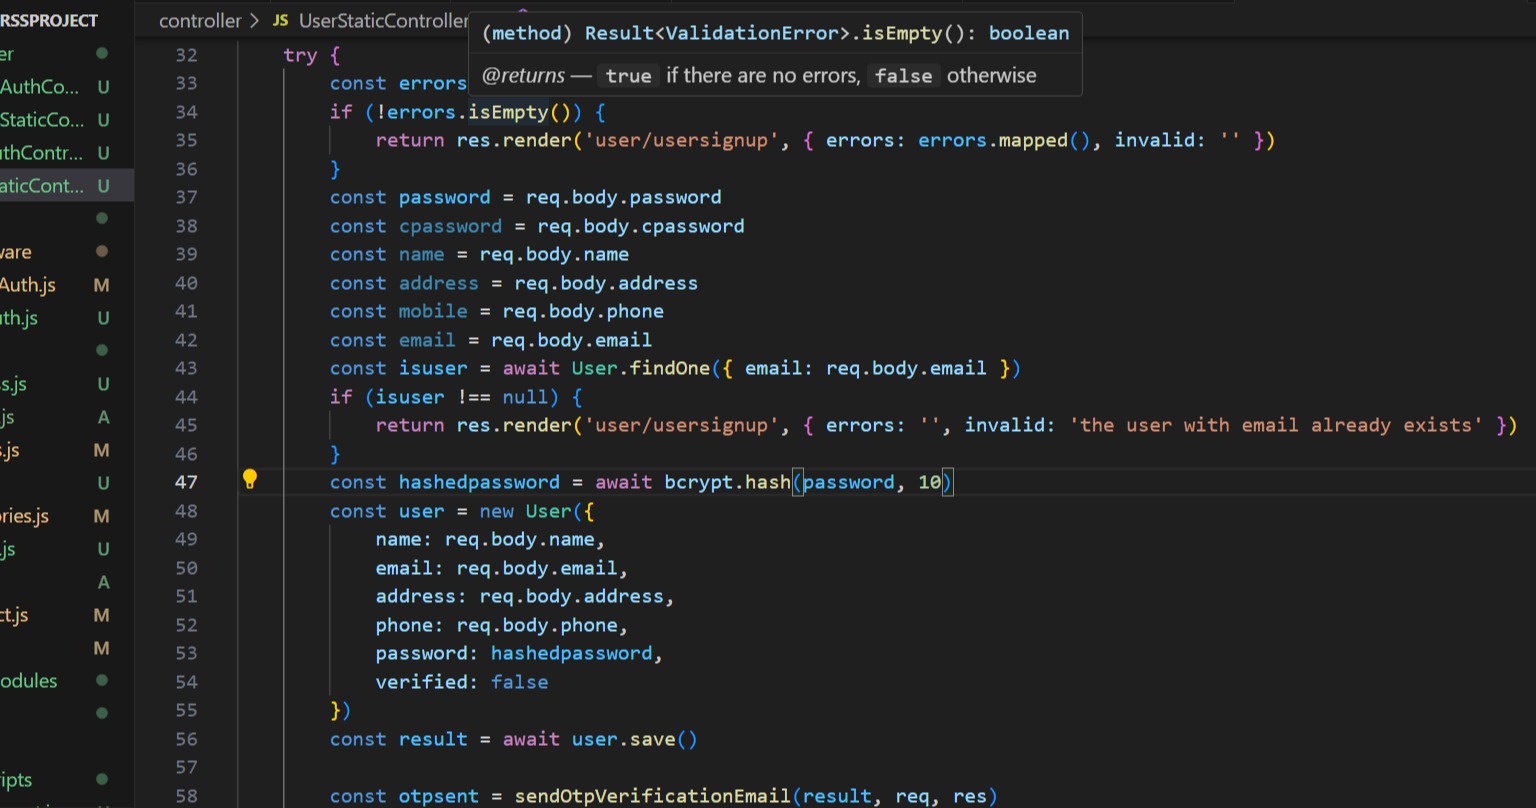 RSSPROJECT
er
AuthCo... U
StaticCo... U
uthContr... U
aticCont... U
ware
Auth.js M
uth.js U
s.js U
js A
s.js M
U
ories.js M
.js U
A
ct.js M
M
odules
ripts
controller > JS UserStaticController
(method) Result<ValidationError>.isEmpty(): boolean
@returns — true if there are no errors, false otherwise
32 try {
33 const errors
34 if (!errors.isEmpty()) {
35 return res.render('user/usersignup', { errors: errors.mapped(), invalid: '' })
36 }
37 const password = req.body.password
38 const cpassword = req.body.cpassword
39 const name = req.body.name
40 const address = req.body.address
41 const mobile = req.body.phone
42 const email = req.body.email
43 const isuser = await User.findOne({ email: req.body.email })
44 if (isuser !== null) {
45 return res.render('user/usersignup', { errors: '', invalid: 'the user with email already exists' })
46 }
47 const hashedpassword = await bcrypt.hash(password, 10)
48 const user = new User({
49 name: req.body.name,
50 email: req.body.email,
51 address: req.body.address,
52 phone: req.body.phone,
53 password: hashedpassword,
54 verified: false
55 })
56 const result = await user.save()
57
58 const otpsent = sendOtpVerificationEmail(result, req, res)